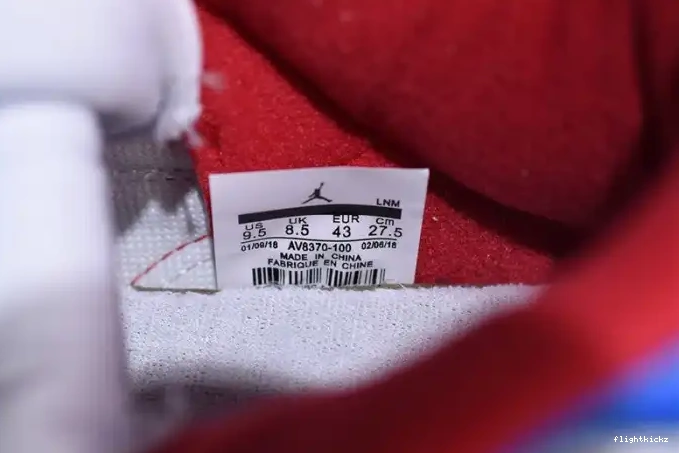 LNM
US UK EUR cm
9.5 8.5 43 27.5
01/09/18 AV8370-100 02/06/18
MADE IN CHINA
FABRIQUE EN CHINE
flightkickz